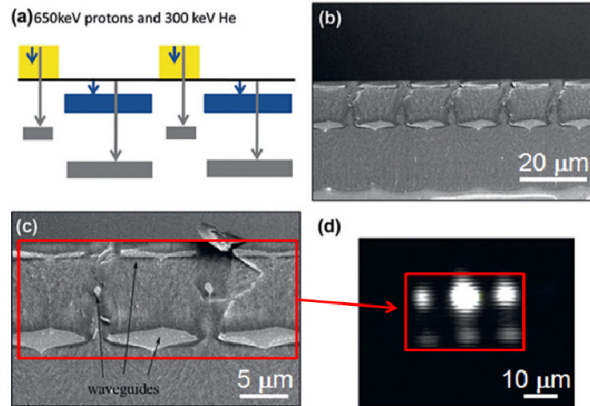 (a) 650keV protons and 300 keV He
(b)
20 μm
(c)
waveguides
5 μm
(d)
10 μm